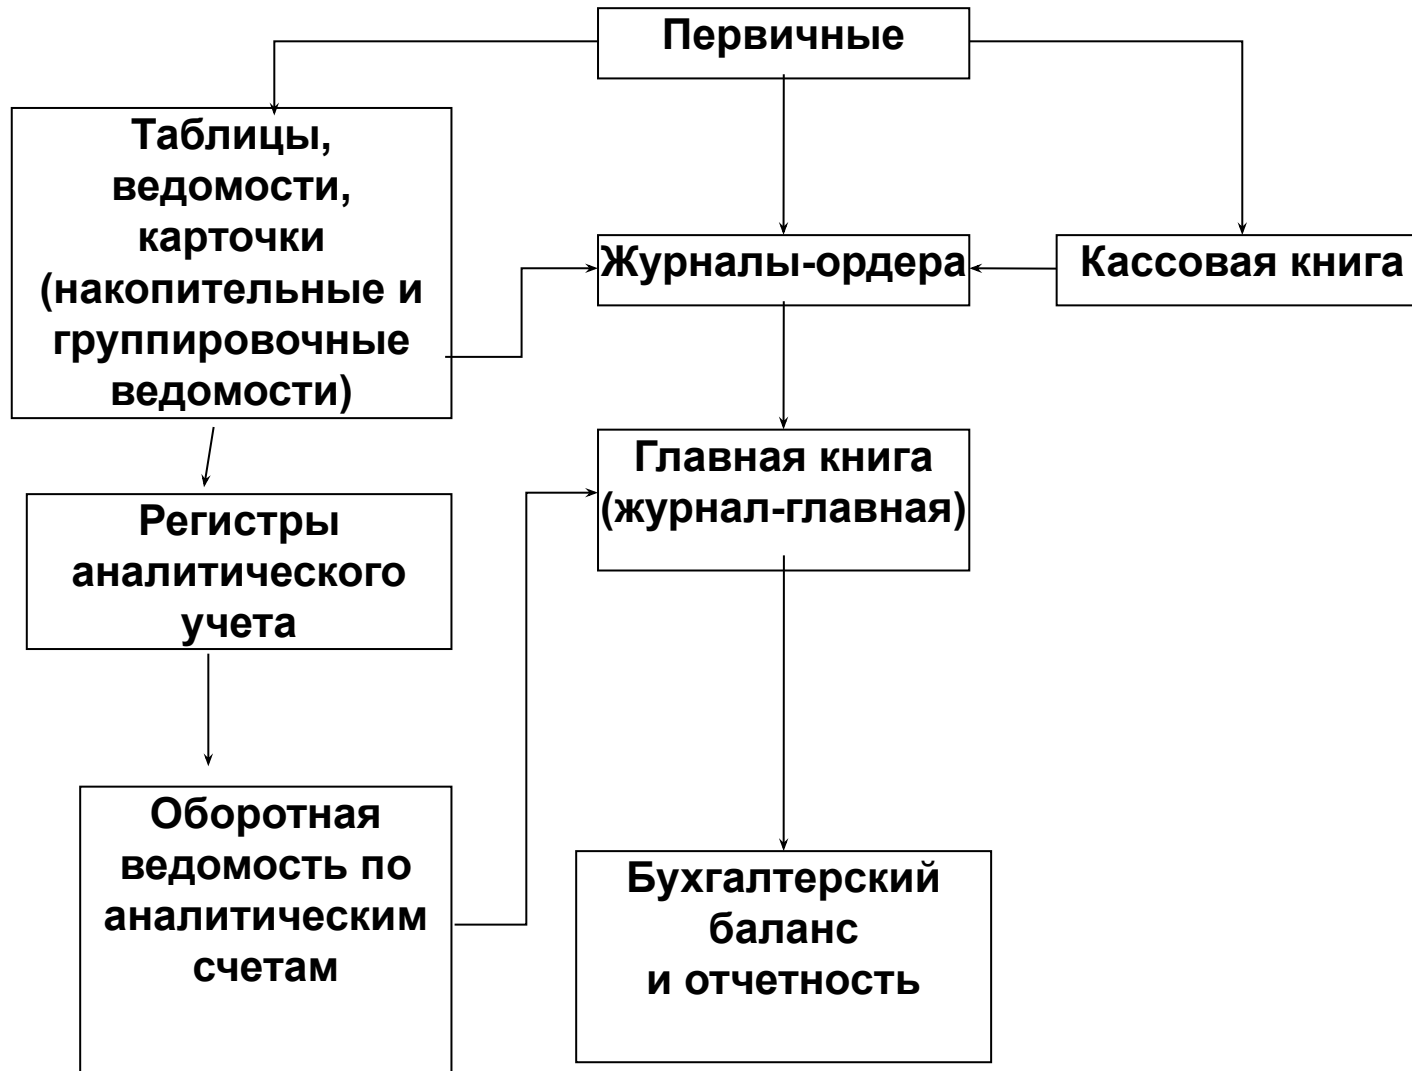 Первичные
Таблицы,
ведомости,
карточки
(накопительные и
группировочные
ведомости)
Журналы-ордера
Кассовая книга
Главная книга
(журнал-главная)
Регистры
аналитического
учета
Оборотная
ведомость по
аналитическим
счетам
Бухгалтерский
баланс
и отчетность